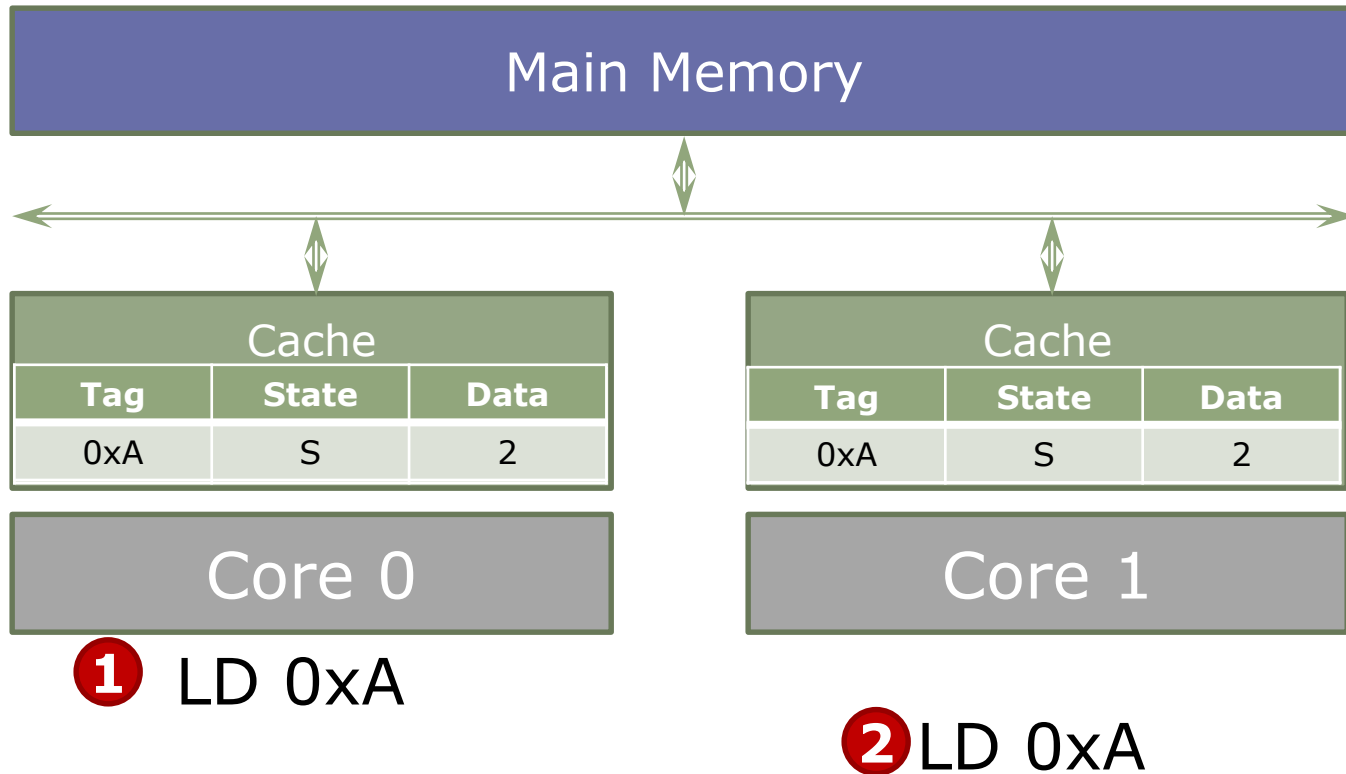 Main Memory
Cache
Tag State Data
0xA S 2
Cache
Tag State Data
0xA S 2
Core 0
Core 1
1 LD 0xA
2 LD 0xA